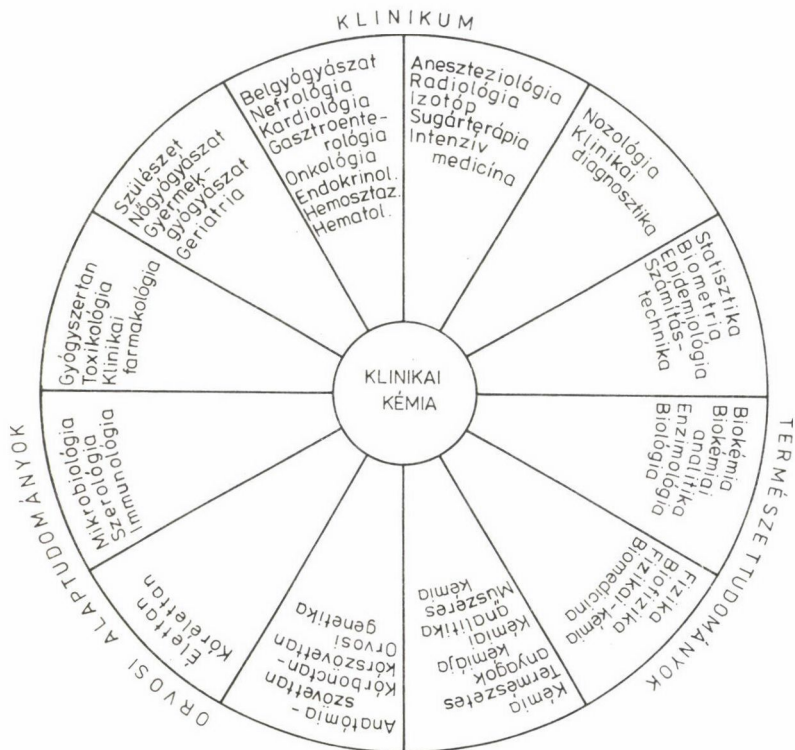 KLINIKUM
Aneszteziológia
Radiológia
Izotóp
Sugárterápia
Intenzív
medicína
Nozológia
Klinikai
diagnosztika
Statisztika
Biometria
Epidemiológia
Számítás-
technika
TERMÉSZETTUDOMÁNYOK
Biokémia
Biokémiai
analitika
Enzimológia
Biológia
Fizika
Biofizika
Fizikai-kémia
Biomedicina
Kémia
Természetes
anyagok
kémiája
Kémiai
analitika
Műszeres
kémia
Anatómia-
szövettan
Kórbonctan-
kórszövettan
Orvosi
genetika
Élettan
Kórélettan
ORVOSI ALAPTUDOMÁNYOK
Mikrobiológia
Szerológia
Immunológia
Gyógyszertan
Toxikológia
Klinikai
farmakológia
Szülészet
Nőgyógyászat
Gyermek-
gyógyászat
Geriatria
Belgyógyászat
Nefrológia
Kardiológia
Gasztroente-
rológia
Onkológia
Endokrinol.
Hemosztaz.
Hematol.
KLINIKAI
KÉMIA